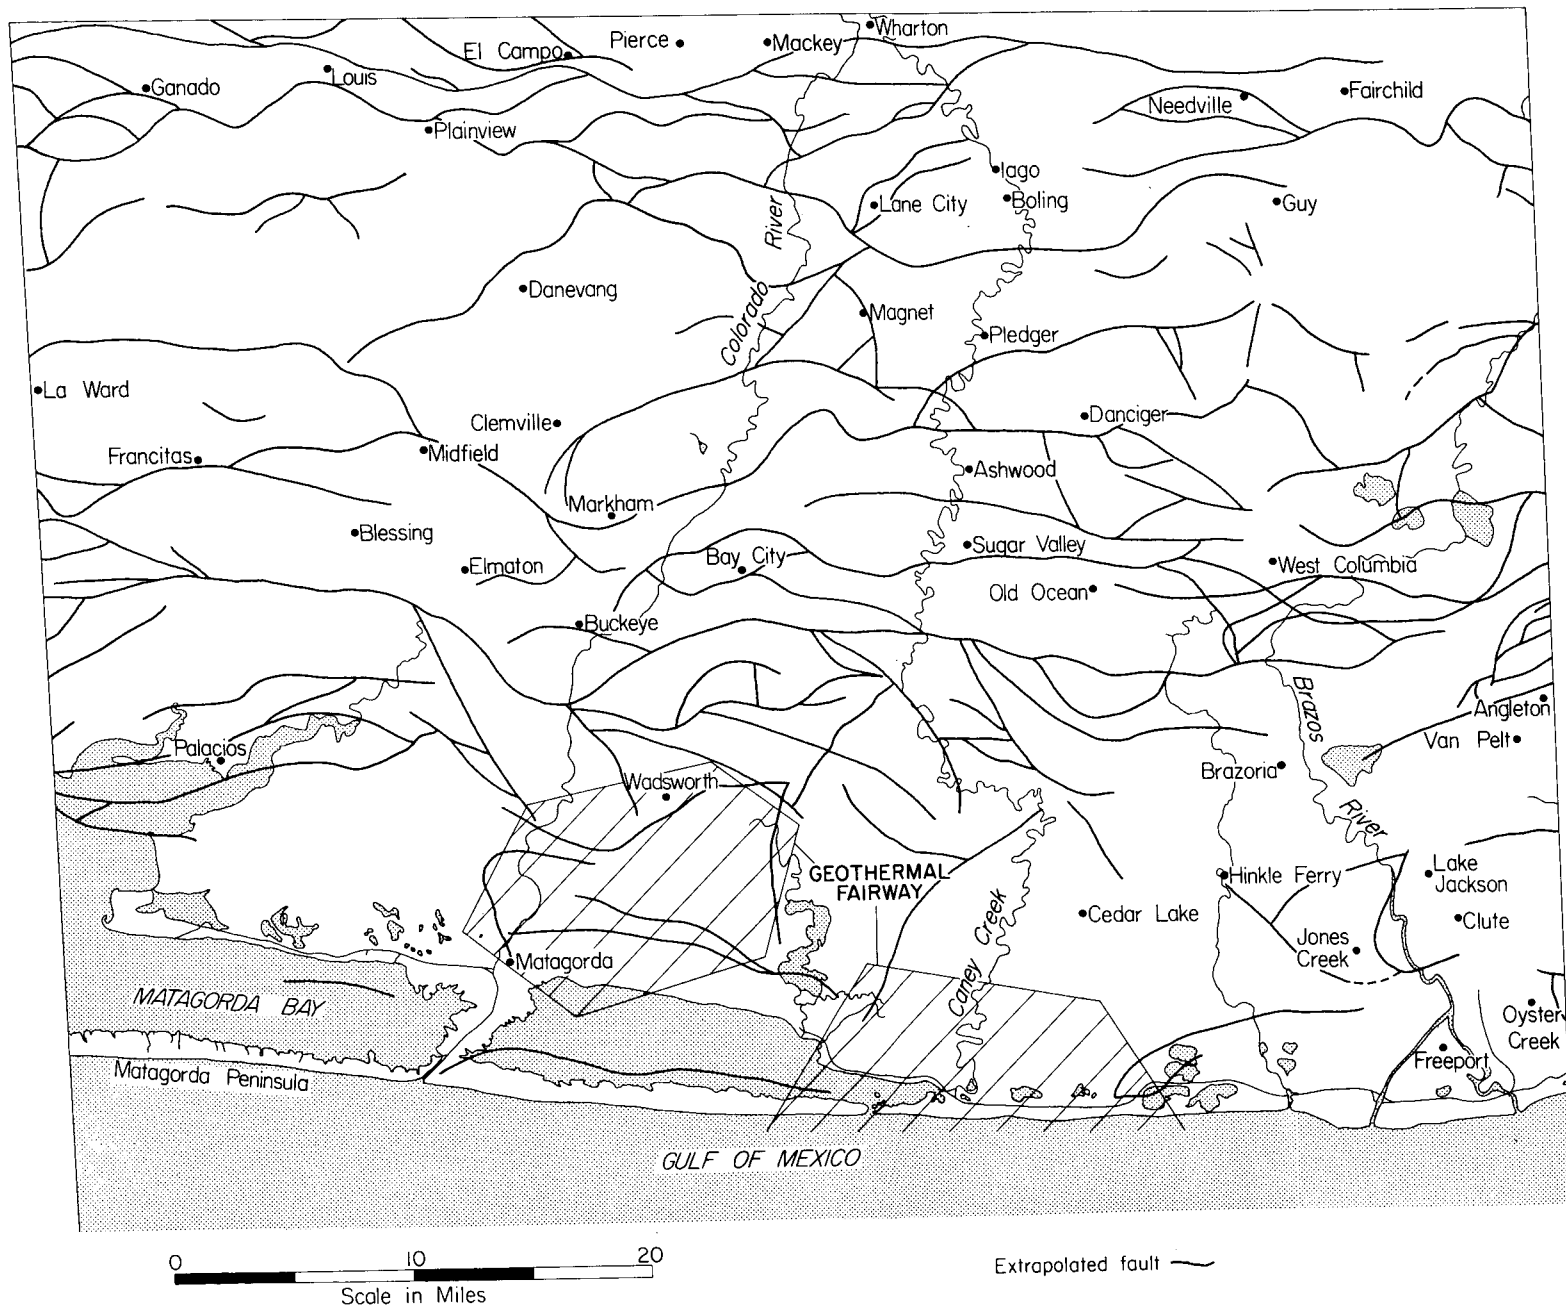 Wharton
El Campo
Pierce
Mackey
Louis
Ganado
Needville
Fairchild
Plainview
Iago
Lane City
Boling
Guy
River
Colorado
Danevang
Magnet
Pledger
La Ward
Clemville
Danciger
Francitas
Midfield
Ashwood
Markham
Blessing
Sugar Valley
Bay City
Elmaton
West Columbia
Old Ocean
Buckeye
Brazos
River
Angleton
Van Pelt
Palacios
Wadsworth
Brazoria
GEOTHERMAL
FAIRWAY
Hinkle Ferry
Lake
Jackson
Cedar Lake
Clute
Caney Creek
Jones
Creek
Matagorda
MATAGORDA BAY
Oyster
Creek
Freeport
Matagorda Peninsula
GULF OF MEXICO
0 10 20
Scale in Miles
Extrapolated fault